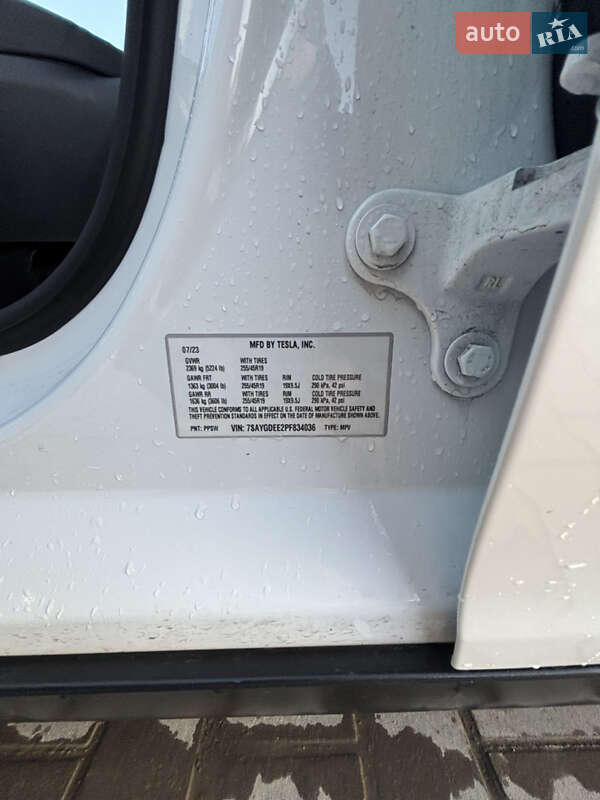 auto RIA .com
07/23 MFD BY TESLA, INC.
GVWR WITH TIRES
2369 kg (5224 lb) 255/45R19
GAWR FRT WITH TIRES RIM COLD TIRE PRESSURE
1363 kg (3004 lb) 255/45R19 19X9.5J 290 kPa, 42 psi
GAWR RR WITH TIRES RIM COLD TIRE PRESSURE
1636 kg (3606 lb) 255/45R19 19X9.5J 290 kPa, 42 psi
THIS VEHICLE CONFORMS TO ALL APPLICABLE U.S. FEDERAL MOTOR VEHICLE SAFETY AND
THEFT PREVENTION STANDARDS IN EFFECT ON THE DATE OF MANUFACTURE SHOWN ABOVE.
PNT: PPSW VIN: 7SAYGDEE2PF834036 TYPE: MPV